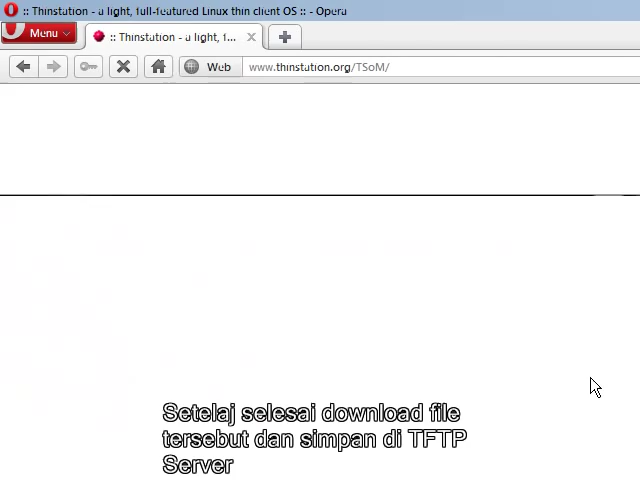 :: Thinstation - a light, full-featured Linux thin client OS :: - Opera
Menu
:: Thinstation - a light, f...
Web
www.thinstation.org/TSoM/
Setelaj selesai download file
tersebut dan simpan di TFTP
Server